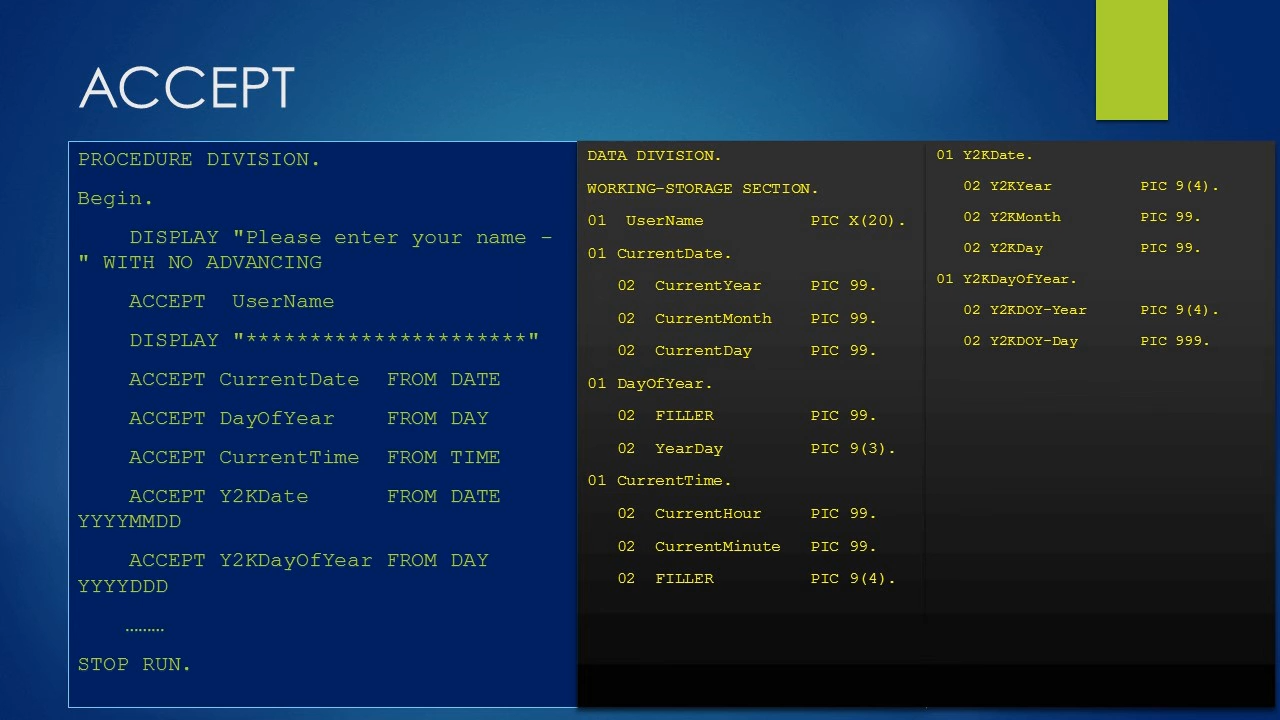 ACCEPT
PROCEDURE DIVISION.
Begin.
DISPLAY "Please enter your name –
" WITH NO ADVANCING
ACCEPT  UserName
DISPLAY "**********************"
ACCEPT CurrentDate  FROM DATE
ACCEPT DayOfYear    FROM DAY
ACCEPT CurrentTime  FROM TIME
ACCEPT Y2KDate      FROM DATE
YYYYMMDD
ACCEPT Y2KDayOfYear FROM DAY
YYYYDDD
………
STOP RUN.
DATA DIVISION.
WORKING-STORAGE SECTION.
01  UserName           PIC X(20).
01 CurrentDate.
02  CurrentYear     PIC 99.
02  CurrentMonth    PIC 99.
02  CurrentDay      PIC 99.
01 DayOfYear.
02  FILLER          PIC 99.
02  YearDay         PIC 9(3).
01 CurrentTime.
02  CurrentHour     PIC 99.
02  CurrentMinute   PIC 99.
02  FILLER          PIC 9(4).
01 Y2KDate.
02 Y2KYear          PIC 9(4).
02 Y2KMonth         PIC 99.
02 Y2KDay           PIC 99.
01 Y2KDayOfYear.
02 Y2KDOY-Year      PIC 9(4).
02 Y2KDOY-Day       PIC 999.